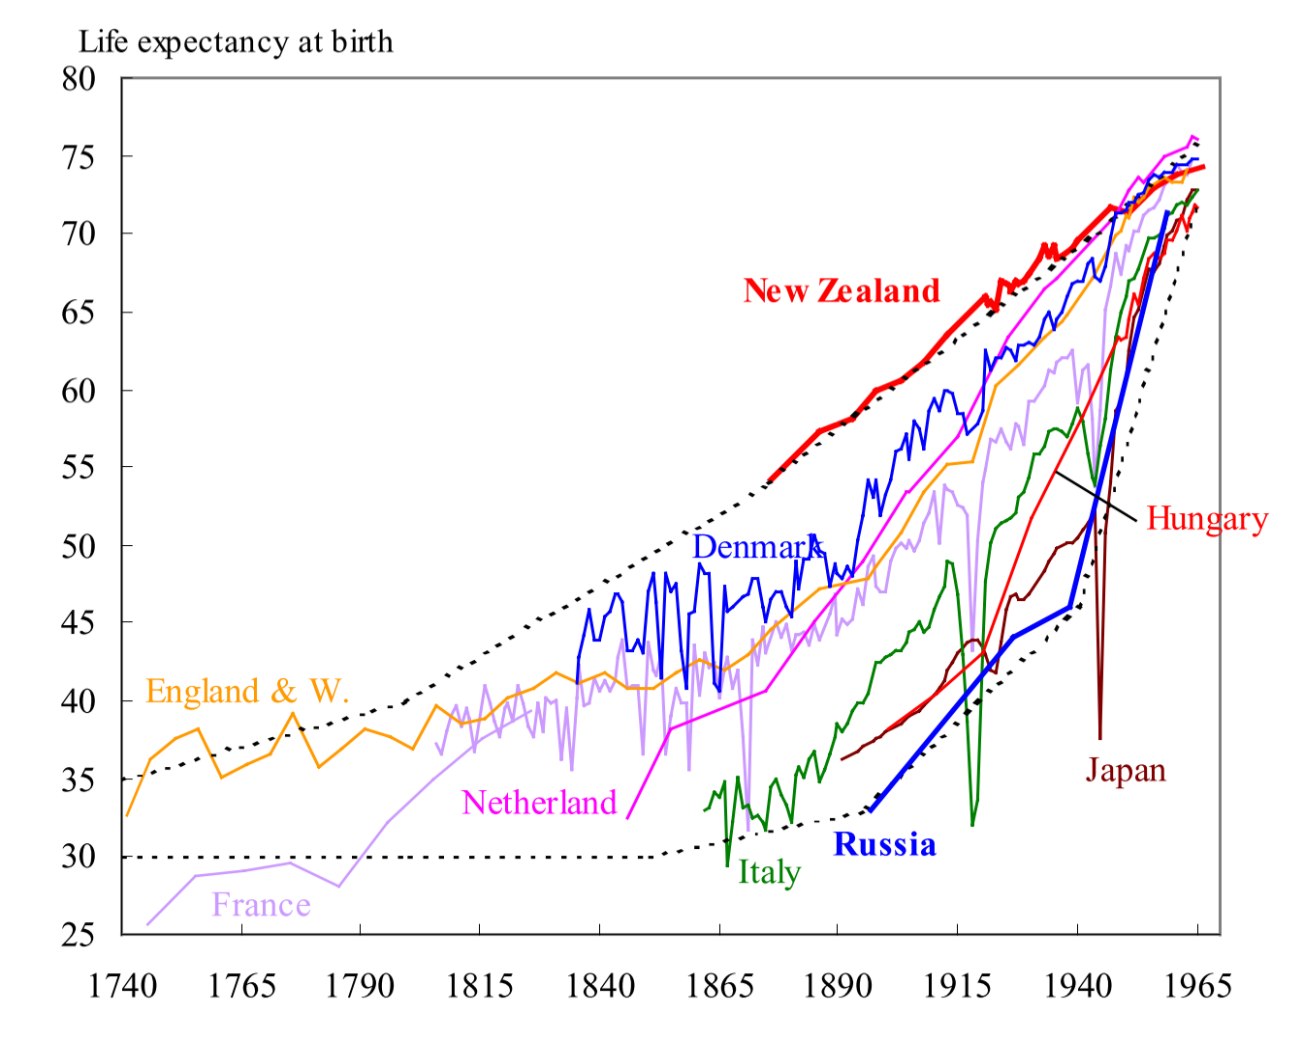 Life expectancy at birth
80
75
70
65
60
55
50
45
40
35
30
25
New Zealand
Hungary
Denmark
England & W.
Netherland
Japan
Russia
Italy
France
1740 1765 1790 1815 1840 1865 1890 1915 1940 1965